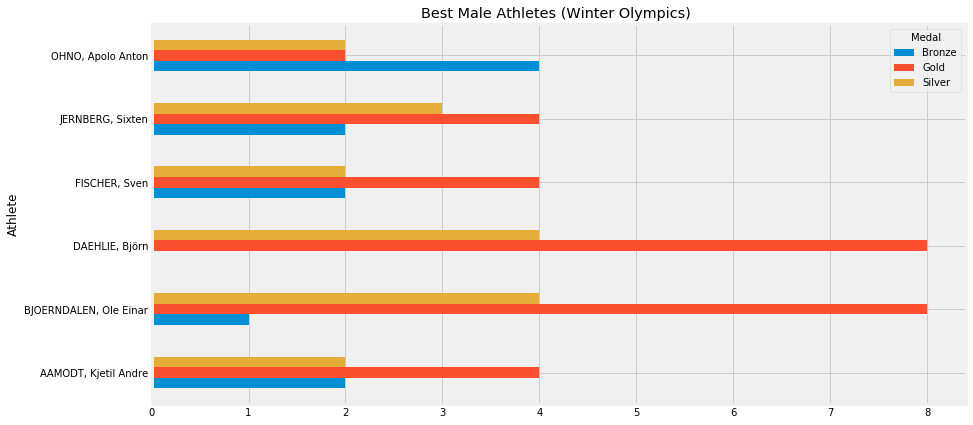 Best Male Athletes (Winter Olympics)
Medal
Bronze
Gold
Silver
Athlete
OHNO, Apolo Anton
JERNBERG, Sixten
FISCHER, Sven
DAEHLIE, Björn
BJOERNDALEN, Ole Einar
AAMODT, Kjetil Andre
0 1 2 3 4 5 6 7 8